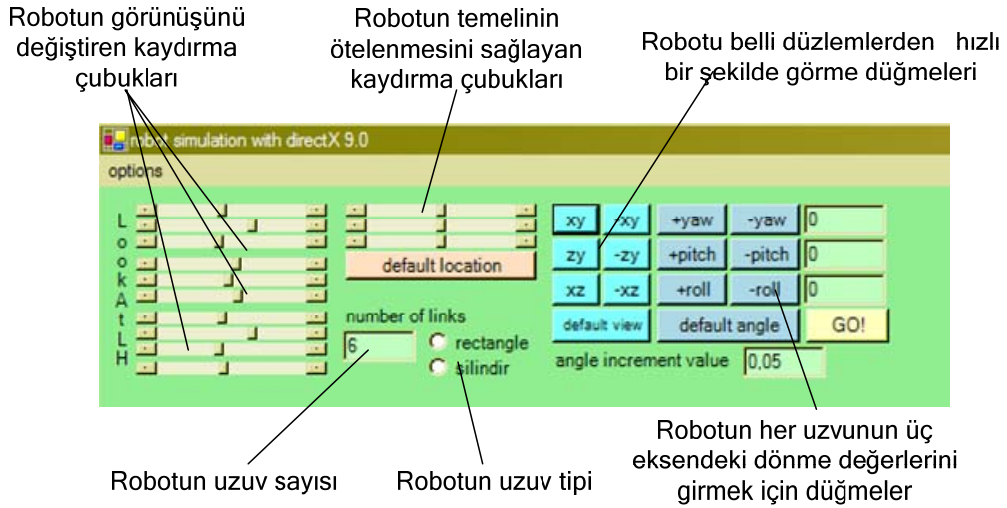 Robotun görünüşünü
değiştiren kaydırma
çubukları
Robotun temelinin
ötelenmesini sağlayan
kaydırma çubukları
Robotu belli düzlemlerden hızlı
bir şekilde görme düğmeleri
robot simulation with directX 9.0
options
LookAtLH
default location
number of links
6
rectangle
silindir
xy -xy +yaw -yaw 0
zy -zy +pitch -pitch 0
xz -xz +roll -roll 0
default view default angle GO!
angle increment value 0,05
Robotun uzuv sayısı
Robotun uzuv tipi
Robotun her uzvunun üç
eksendeki dönme değerlerini
girmek için düğmeler